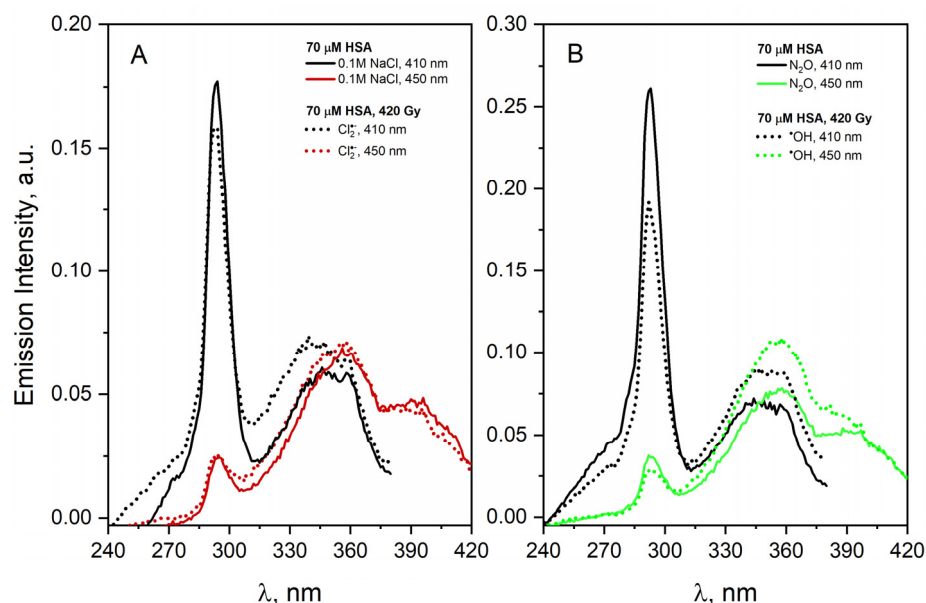 A
70 μM HSA
0.1M NaCl, 410 nm
0.1M NaCl, 450 nm
70 μM HSA, 420 Gy
Cl₂•⁻, 410 nm
Cl₂•⁻, 450 nm
0.20
0.15
0.10
0.05
0.00
240 270 300 330 360 390 420
λ, nm
Emission Intensity, a.u.
B
70 μM HSA
N₂O, 410 nm
N₂O, 450 nm
70 μM HSA, 420 Gy
•OH, 410 nm
•OH, 450 nm
0.30
0.25
0.20
0.15
0.10
0.05
0.00
240 270 300 330 360 390 420
λ, nm